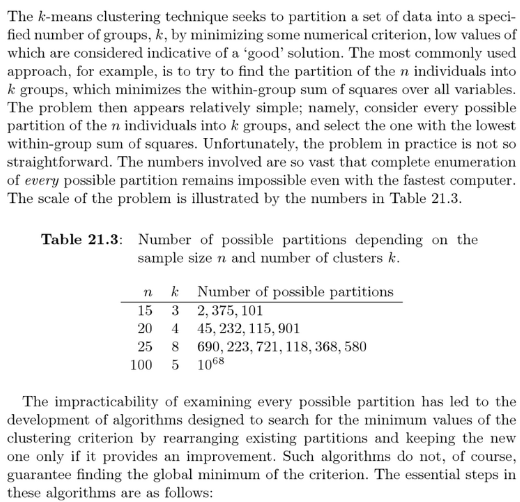 The k-means clustering technique seeks to partition a set of data into a speci-
fied number of groups, k, by minimizing some numerical criterion, low values of
which are considered indicative of a ‘good’ solution. The most commonly used
approach, for example, is to try to find the partition of the n individuals into
k groups, which minimizes the within-group sum of squares over all variables.
The problem then appears relatively simple; namely, consider every possible
partition of the n individuals into k groups, and select the one with the lowest
within-group sum of squares. Unfortunately, the problem in practice is not so
straightforward. The numbers involved are so vast that complete enumeration
of every possible partition remains impossible even with the fastest computer.
The scale of the problem is illustrated by the numbers in Table 21.3.
Table 21.3: Number of possible partitions depending on the
sample size n and number of clusters k.
n k Number of possible partitions
15 3 2, 375, 101
20 4 45, 232, 115, 901
25 8 690, 223, 721, 118, 368, 580
100 5 10^68
The impracticability of examining every possible partition has led to the
development of algorithms designed to search for the minimum values of the
clustering criterion by rearranging existing partitions and keeping the new
one only if it provides an improvement. Such algorithms do not, of course,
guarantee finding the global minimum of the criterion. The essential steps in
these algorithms are as follows: